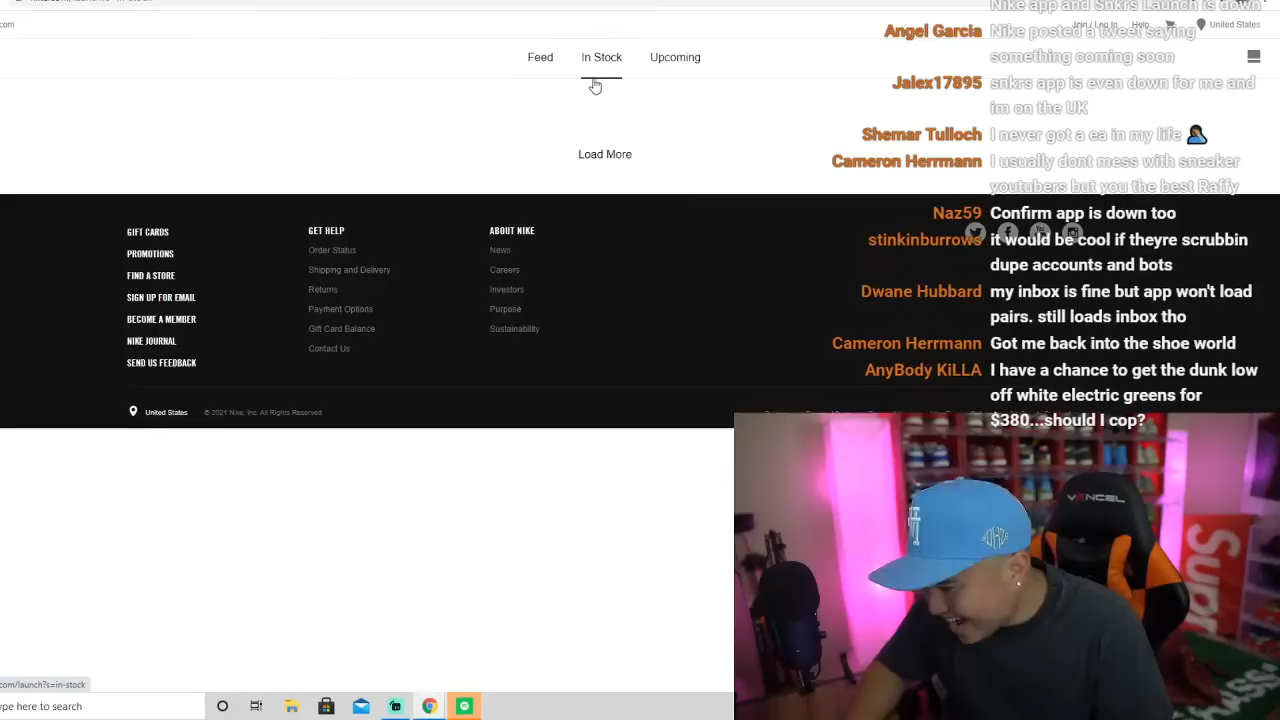 Nike app and Snkrs Launch is down
.com
Join / Log In Help United States
Angel Garcia Nike posted a tweet saying
something coming soon
Feed In Stock Upcoming
Jalex17895 snkrs app is even down for me and
im on the UK
Shemar Tulloch I never got a ea in my life
Load More
Cameron Herrmann I usually dont mess with sneaker
youtubers but you the best Raffy
Naz59 Confirm app is down too
stinkinburrows it would be cool if theyre scrubbin
dupe accounts and bots
Dwane Hubbard my inbox is fine but app won't load
pairs. still loads inbox tho
Cameron Herrmann Got me back into the shoe world
AnyBody KiLLA I have a chance to get the dunk low
off white electric greens for
$380...should I cop?
GIFT CARDS
PROMOTIONS
FIND A STORE
SIGN UP FOR EMAIL
BECOME A MEMBER
NIKE JOURNAL
SEND US FEEDBACK
GET HELP
Order Status
Shipping and Delivery
Returns
Payment Options
Gift Card Balance
Contact Us
ABOUT NIKE
News
Careers
Investors
Purpose
Sustainability
United States © 2021 Nike, Inc. All Rights Reserved
VANCEL
Supr
.com/launch?s=in-stock
ype here to search